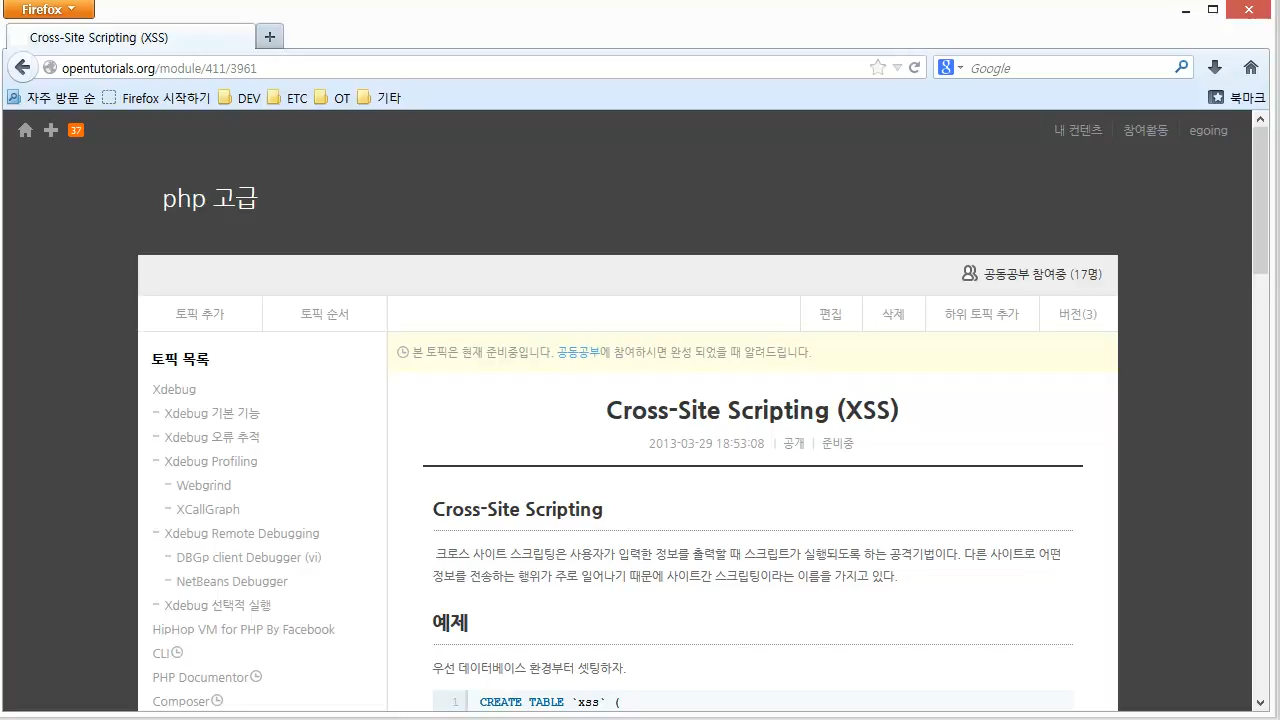 Firefox
Cross-Site Scripting (XSS)
opentutorials.org/module/411/3961
Google
자주 방문 순
Firefox 시작하기
DEV
ETC
OT
기타
북마크
37
내 컨텐츠
참여활동
egoing
php 고급
공동공부 참여중 (17명)
토픽 추가
토픽 순서
편집
삭제
하위 토픽 추가
버전(3)
토픽 목록
Xdebug
- Xdebug 기본 기능
- Xdebug 오류 추적
- Xdebug Profiling
- Webgrind
- XCallGraph
- Xdebug Remote Debugging
- DBGp client Debugger (vi)
- NetBeans Debugger
- Xdebug 선택적 실행
HipHop VM for PHP By Facebook
CLI
PHP Documentor
Composer
본 토픽은 현재 준비중입니다. 공동공부에 참여하시면 완성 되었을 때 알려드립니다.
Cross-Site Scripting (XSS)
2013-03-29 18:53:08 | 공개 | 준비중
Cross-Site Scripting
크로스 사이트 스크립팅은 사용자가 입력한 정보를 출력할 때 스크립트가 실행되도록 하는 공격기법이다. 다른 사이트로 어떤
정보를 전송하는 행위가 주로 일어나기 때문에 사이트간 스크립팅이라는 이름을 가지고 있다.
예제
우선 데이터베이스 환경부터 셋팅하자.
1 CREATE TABLE `xss` (